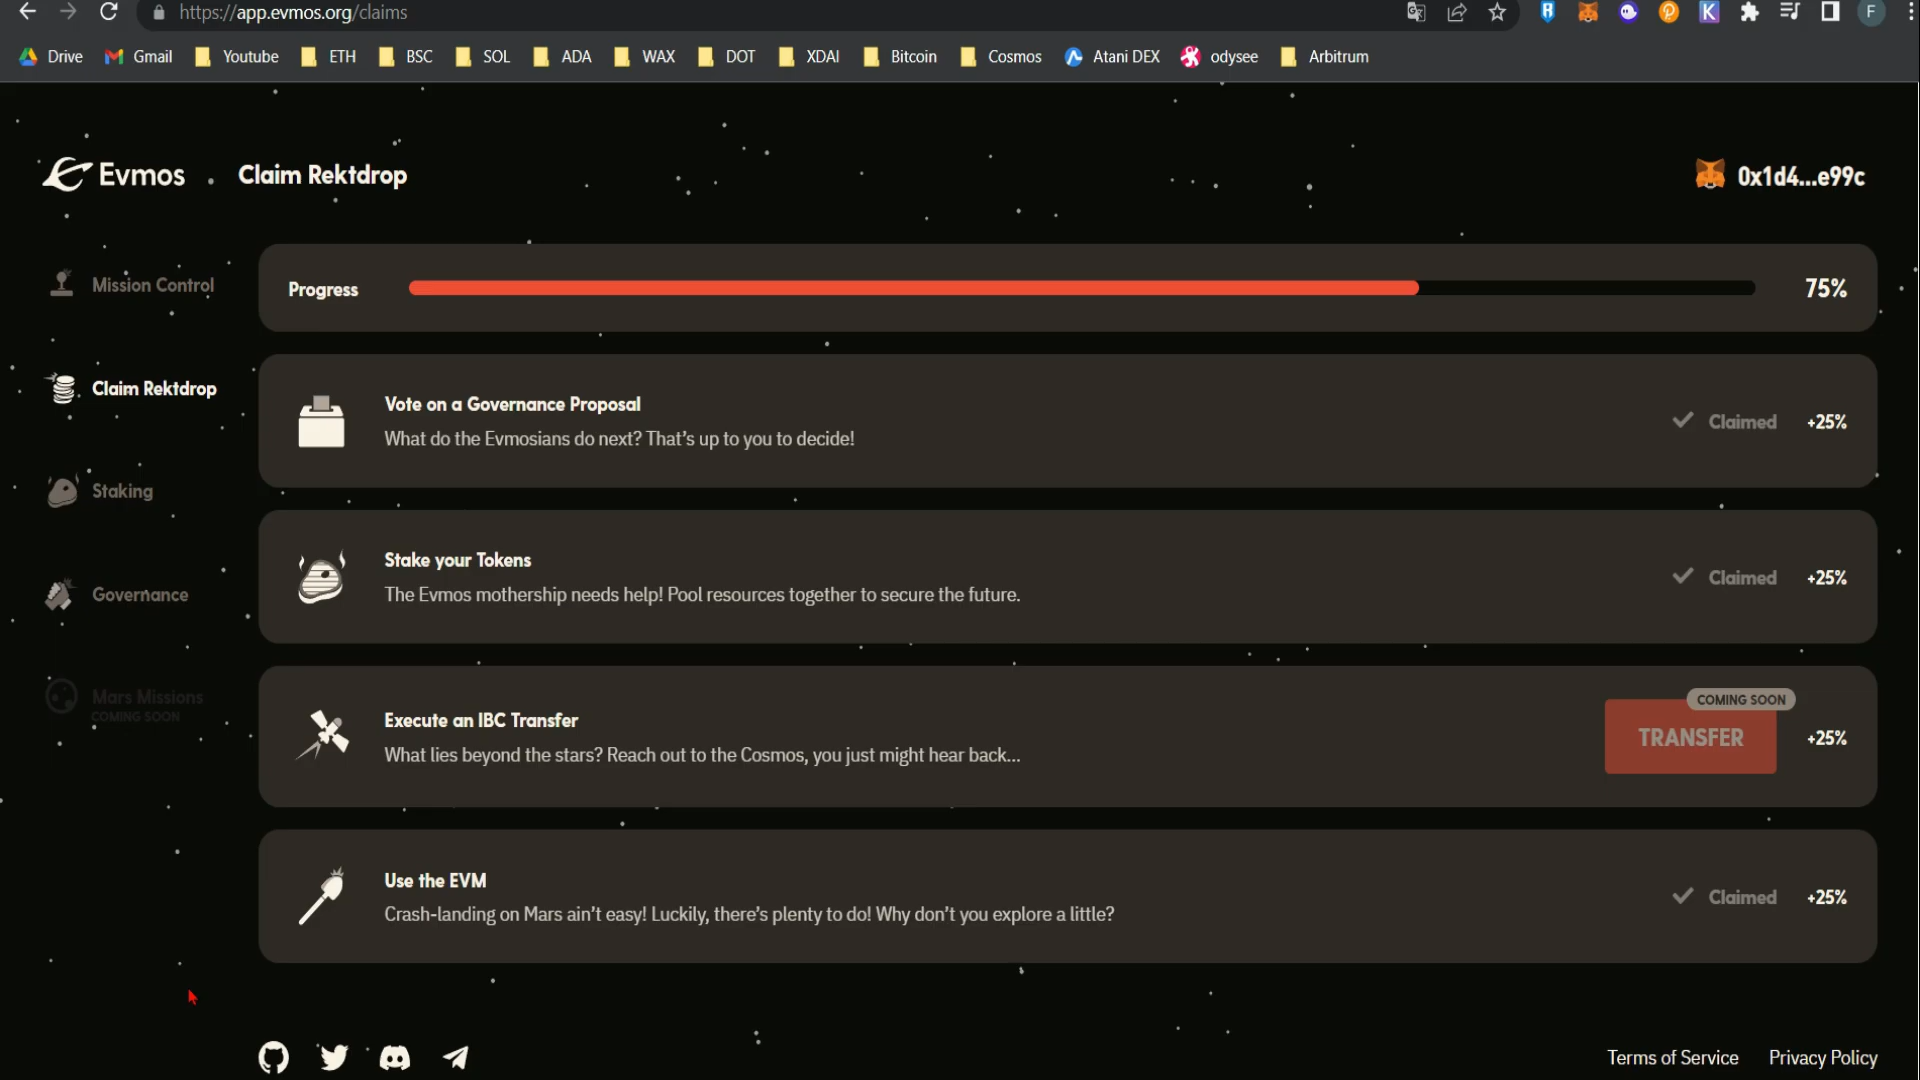 https://app.evmos.org/claims
F
Drive
Gmail
Youtube
ETH
BSC
SOL
ADA
WAX
DOT
XDAI
Bitcoin
Cosmos
Atani DEX
odysee
Arbitrum
Evmos
Claim Rektdrop
0x1d4...e99c
Mission Control
Claim Rektdrop
Staking
Governance
Mars Missions
COMING SOON
Progress
75%
Vote on a Governance Proposal
What do the Evmosians do next? That's up to you to decide!
Claimed +25%
Stake your Tokens
The Evmos mothership needs help! Pool resources together to secure the future.
Claimed +25%
Execute an IBC Transfer
What lies beyond the stars? Reach out to the Cosmos, you just might hear back...
COMING SOON
TRANSFER +25%
Use the EVM
Crash-landing on Mars ain't easy! Luckily, there's plenty to do! Why don't you explore a little?
Claimed +25%
Terms of Service
Privacy Policy